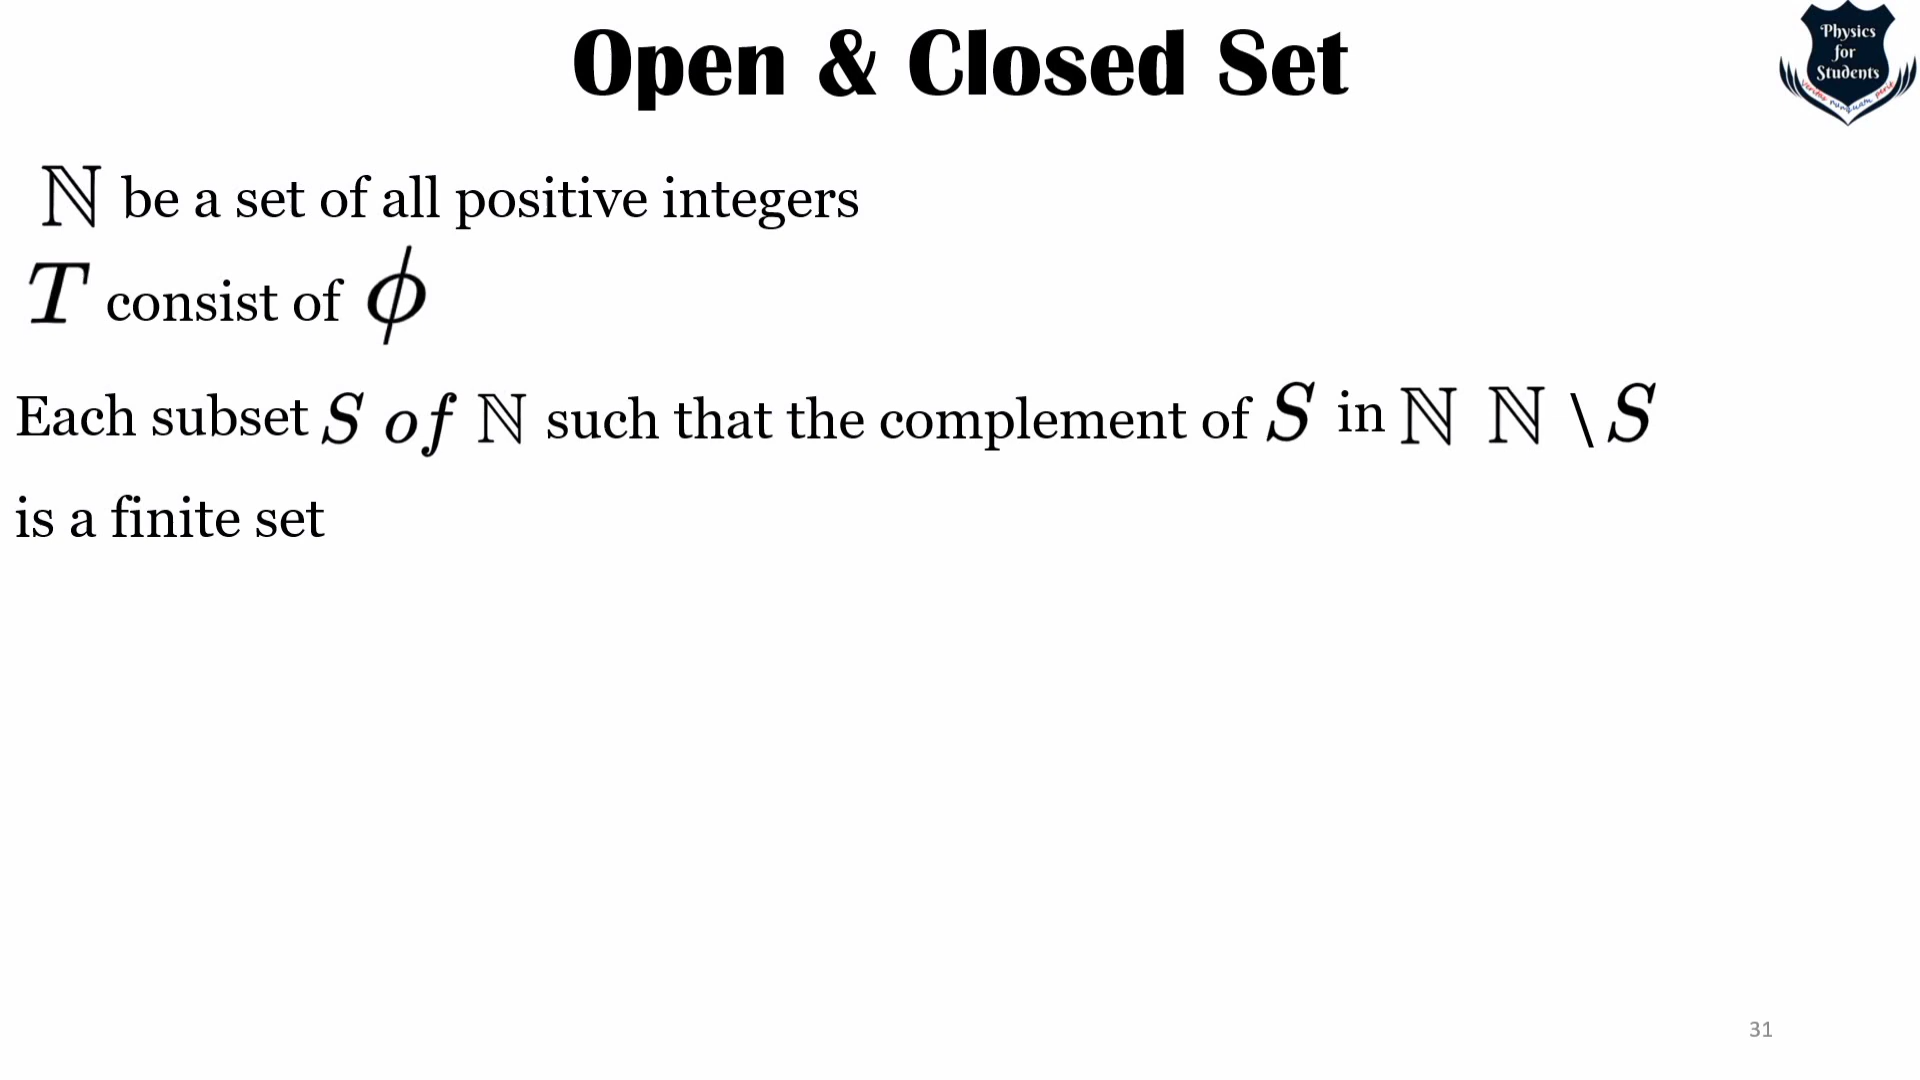 Open & Closed Set
Physics
for
Students
ℕ be a set of all positive integers
T consist of ϕ
Each subset S of ℕ such that the complement of S in ℕ ℕ \ S
is a finite set
31